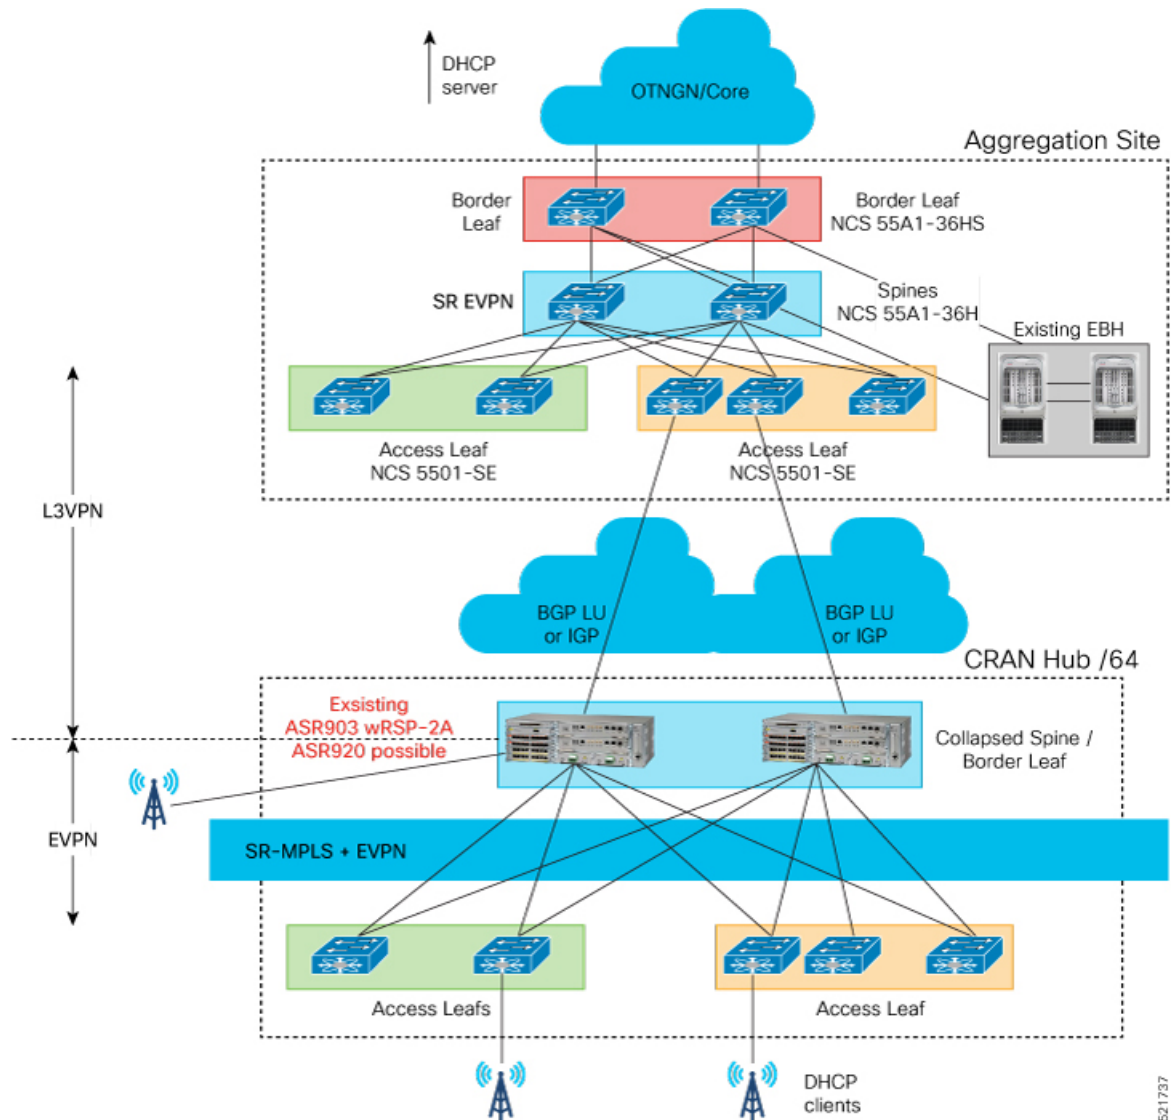 DHCP
server
OTNGN/Core
Aggregation Site
Border
Leaf
Border Leaf
NCS 55A1-36HS
SR EVPN
Spines
NCS 55A1-36H
Existing EBH
Access Leaf
NCS 5501-SE
Access Leaf
NCS 5501-SE
L3VPN
BGP LU
or IGP
BGP LU
or IGP
CRAN Hub /64
Exsisting
ASR903 wRSP-2A
ASR920 possible
Collapsed Spine /
Border Leaf
EVPN
SR-MPLS + EVPN
Access Leafs
Access Leaf
DHCP
clients
521737